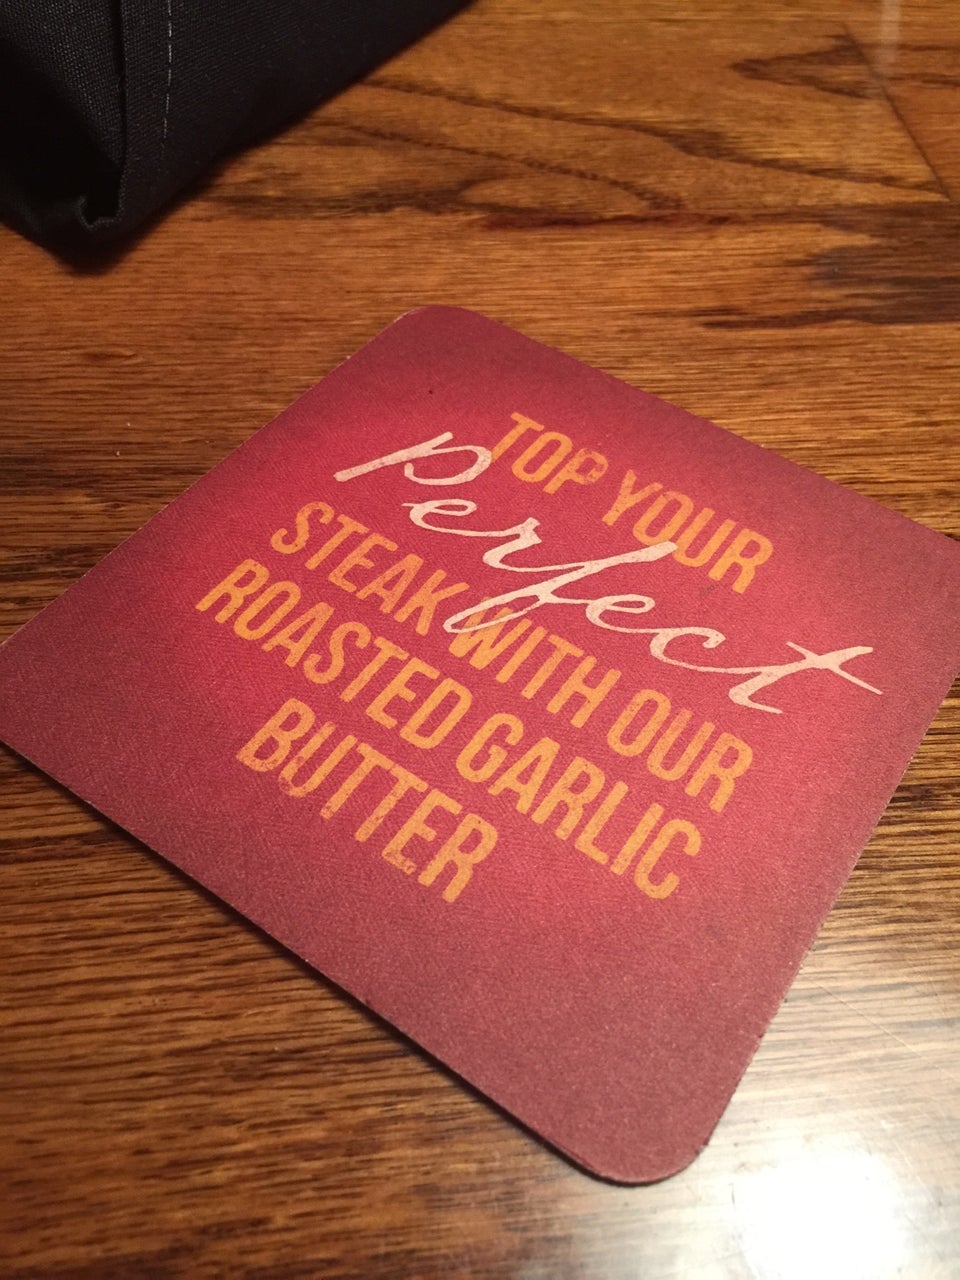 TOP YOUR
perfect
STEAK WITH OUR
ROASTED GARLIC
BUTTER